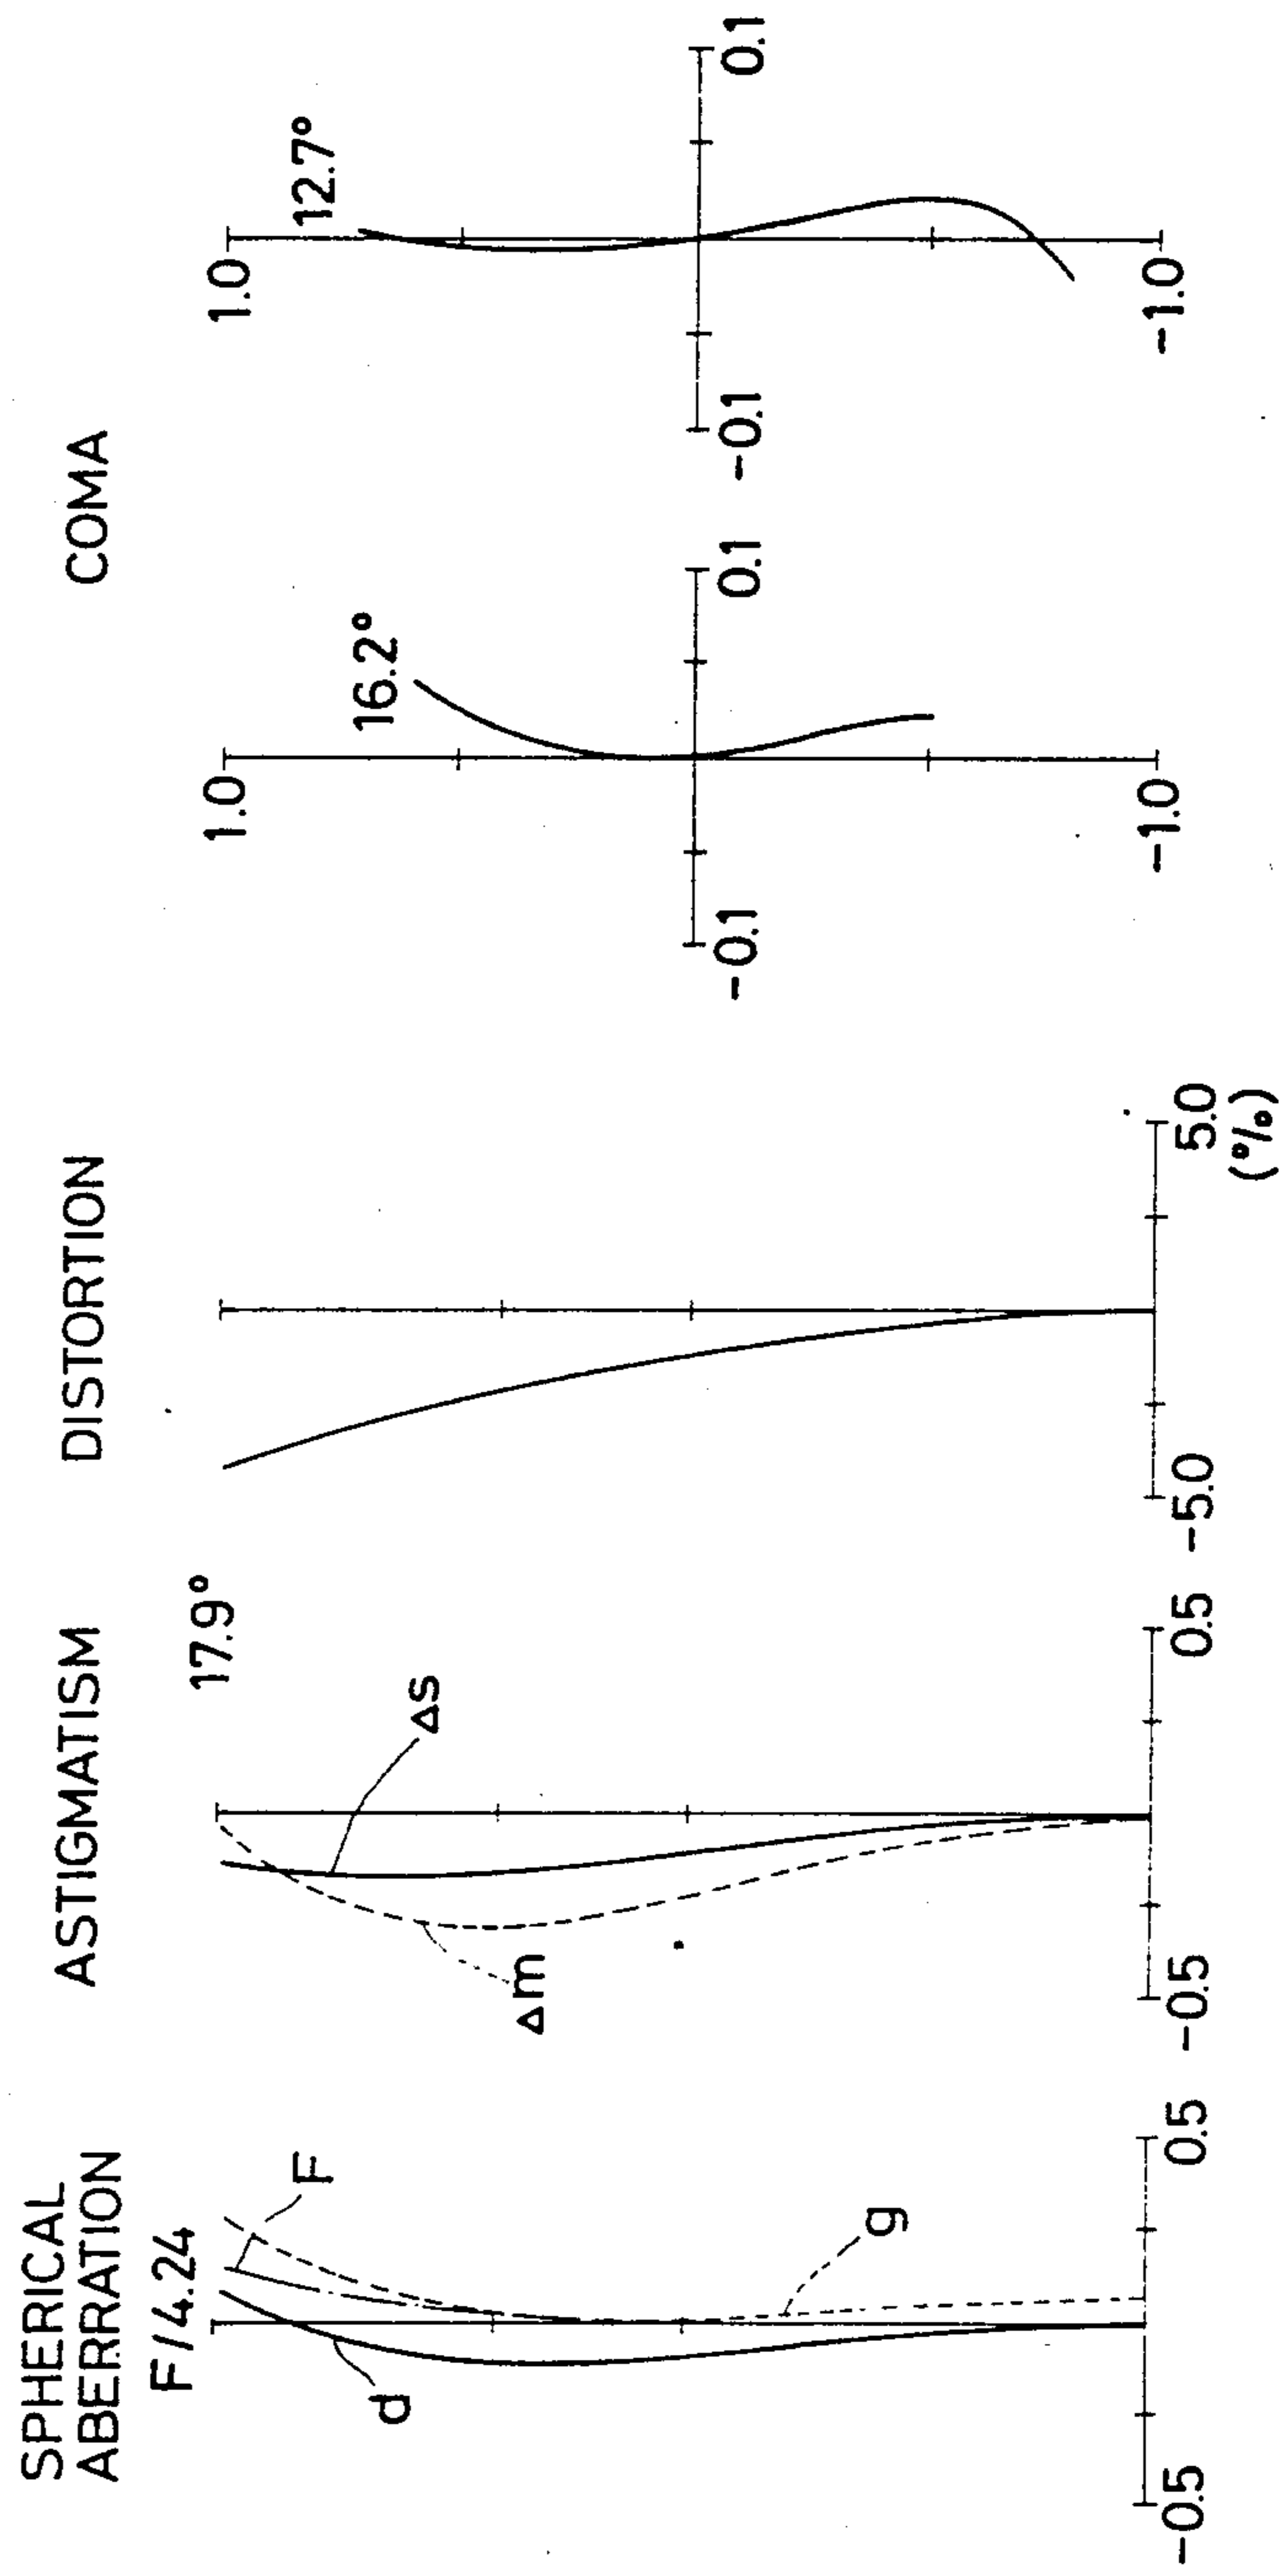 SPHERICAL
ABERRATION
F/4.24
F
d
g
-0.5
0.5
ASTIGMATISM
17.9°
Δs
Δm
-0.5
0.5
DISTORTION
-5.0
5.0
(%)
COMA
16.2°
1.0
-0.1
0.1
-1.0
12.7°
1.0
-0.1
0.1
-1.0